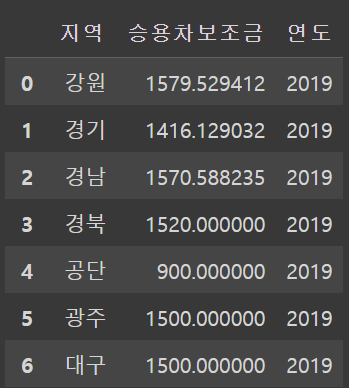 지역 승용차보조금 연도
0 강원 1579.529412 2019
1 경기 1416.129032 2019
2 경남 1570.588235 2019
3 경북 1520.000000 2019
4 공단 900.000000 2019
5 광주 1500.000000 2019
6 대구 1500.000000 2019